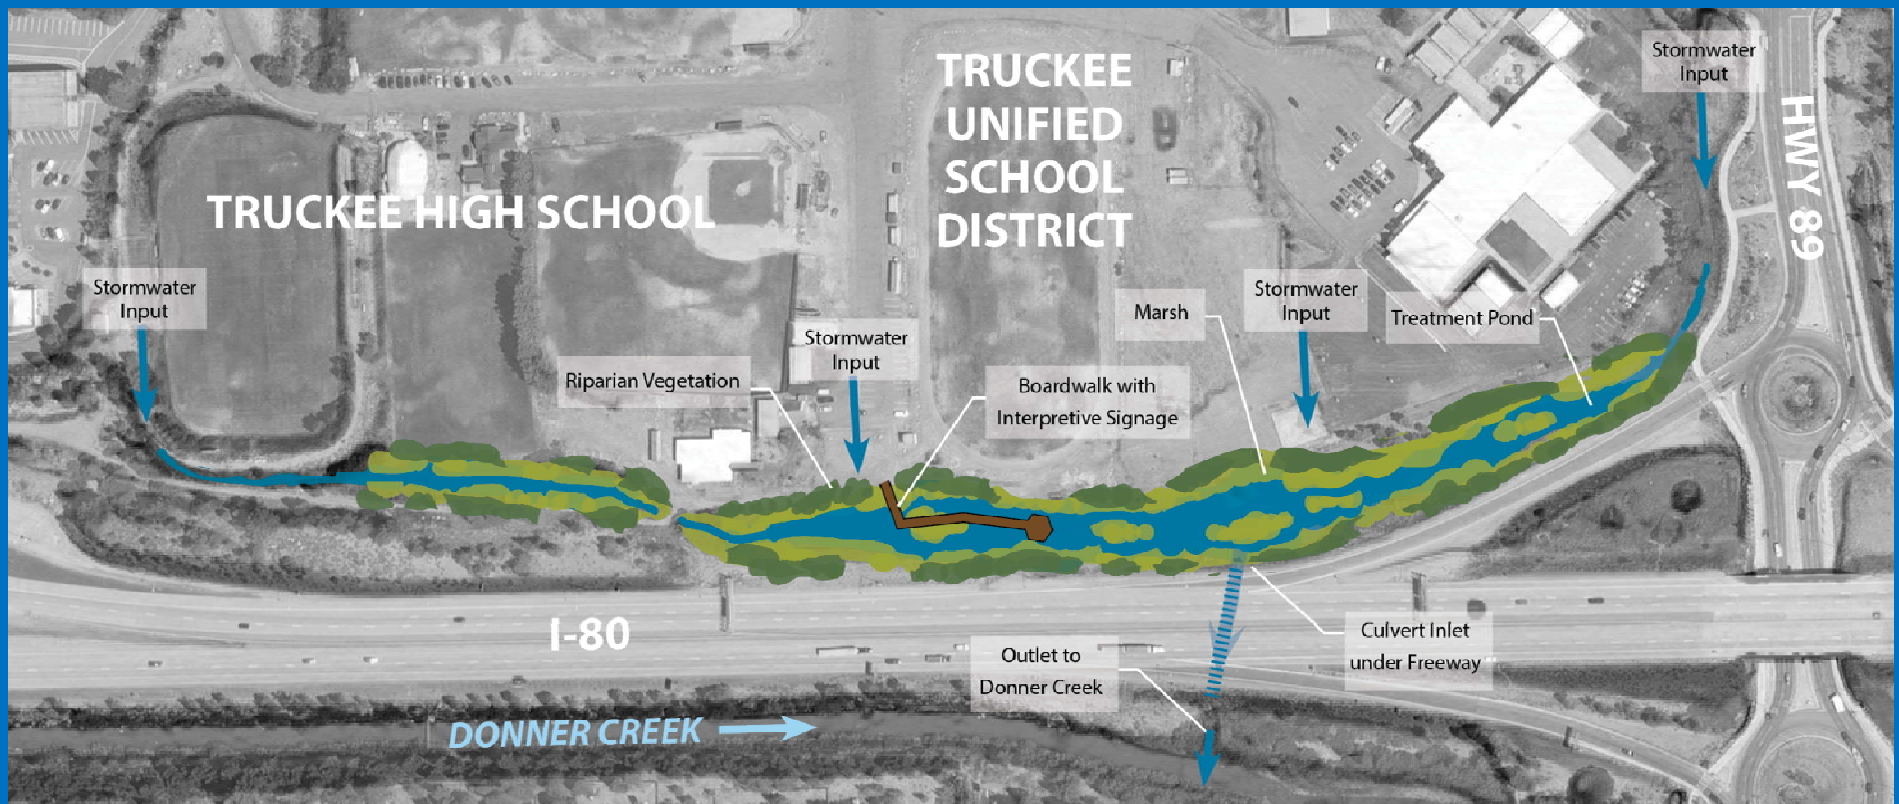 TRUCKEE
UNIFIED
SCHOOL
DISTRICT
Stormwater
Input
HWY 89
TRUCKEE HIGH SCHOOL
Stormwater
Input
Stormwater
Input
Marsh
Stormwater
Input
Treatment Pond
Riparian Vegetation
Boardwalk with
Interpretive Signage
I-80
Culvert Inlet
under Freeway
Outlet to
Donner Creek
DONNER CREEK